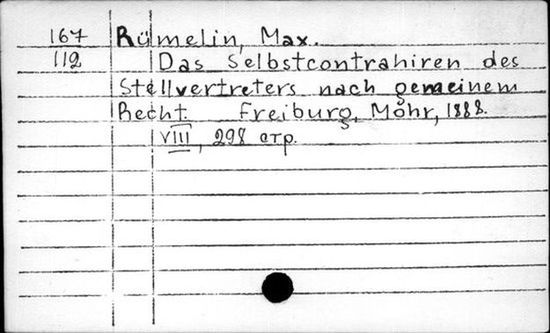 167 Rümelin, Max.
112 Das Selbstcontrahiren des
Stellvertreters nach gemeinem
Recht. Freiburg, Mohr, 1888.
VIII, 298 стр.